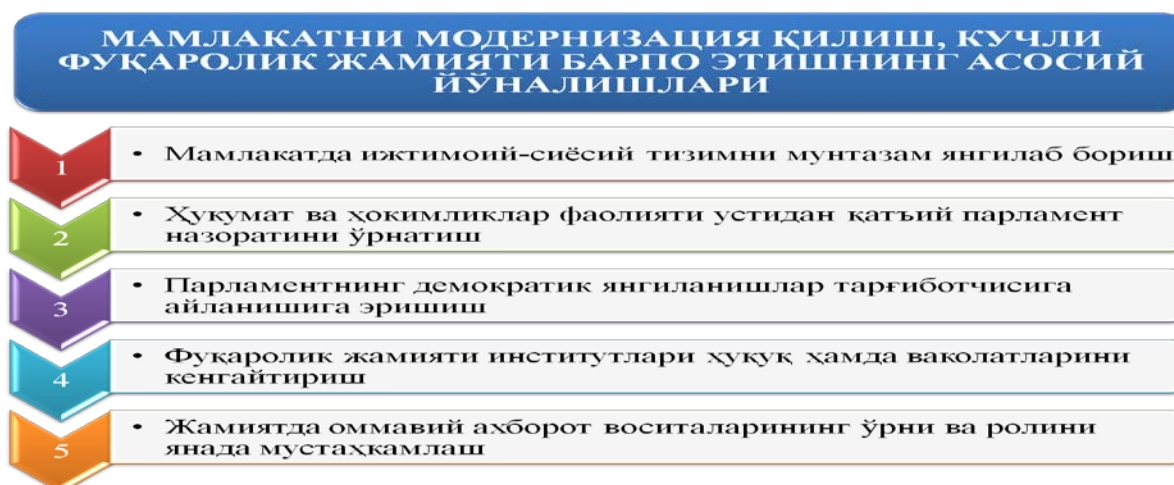 МАМЛАКАТНИ МОДЕРНИЗАЦИЯ ҚИЛИШ, КУЧЛИ
ФУҚАРОЛИК ЖАМИЯТИ БАРПО ЭТИШНИНГ АСОСИЙ
ЙЎНАЛИШЛАРИ
1
• Мамлакатда ижтимоий-сиёсий тизимни мунтазам янгилаб бориш
2
• Ҳукумат ва ҳокимликлар фаолияти устидан қатъий парламент
назоратини ўрнатиш
3
• Парламентнинг демократик янгиланишлар тарғиботчисига
айланишига эришиш
4
• Фуқаролик жамияти институтлари ҳуқуқ ҳамда ваколатларини
кенгайтириш
5
• Жамиятда оммавий ахборот воситаларининг ўрни ва ролини
янада мустаҳкамлаш